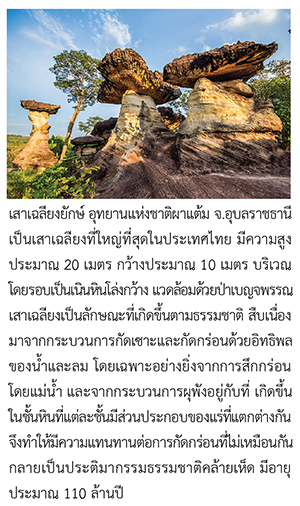 เสาเฉลียงยักษ์ อุทยานแห่งชาติผาแต้ม จ.อุบลราชธานี
เป็นเสาเฉลียงที่ใหญ่ที่สุดในประเทศไทย มีความสูง
ประมาณ 20 เมตร กว้างประมาณ 10 เมตร บริเวณ
โดยรอบเป็นเนินหินโล่งกว้าง แวดล้อมด้วยป่าเบญจพรรณ
เสาเฉลียงเป็นลักษณะที่เกิดขึ้นตามธรรมชาติ สืบเนื่อง
มาจากกระบวนการกัดเซาะและกัดกร่อนด้วยอิทธิพล
ของน้ำและลม โดยเฉพาะอย่างยิ่งจากการสึกกร่อน
โดยแม่น้ำ และจากกระบวนการผุพังอยู่กับที่ เกิดขึ้น
ในชั้นหินที่แต่ละชั้นมีส่วนประกอบของแร่ที่แตกต่างกัน
จึงทำให้มีความแทนทานต่อการกัดกร่อนที่ไม่เหมือนกัน
กลายเป็นประติมากรรมธรรมชาติคล้ายเห็ด มีอายุ
ประมาณ 110 ล้านปี